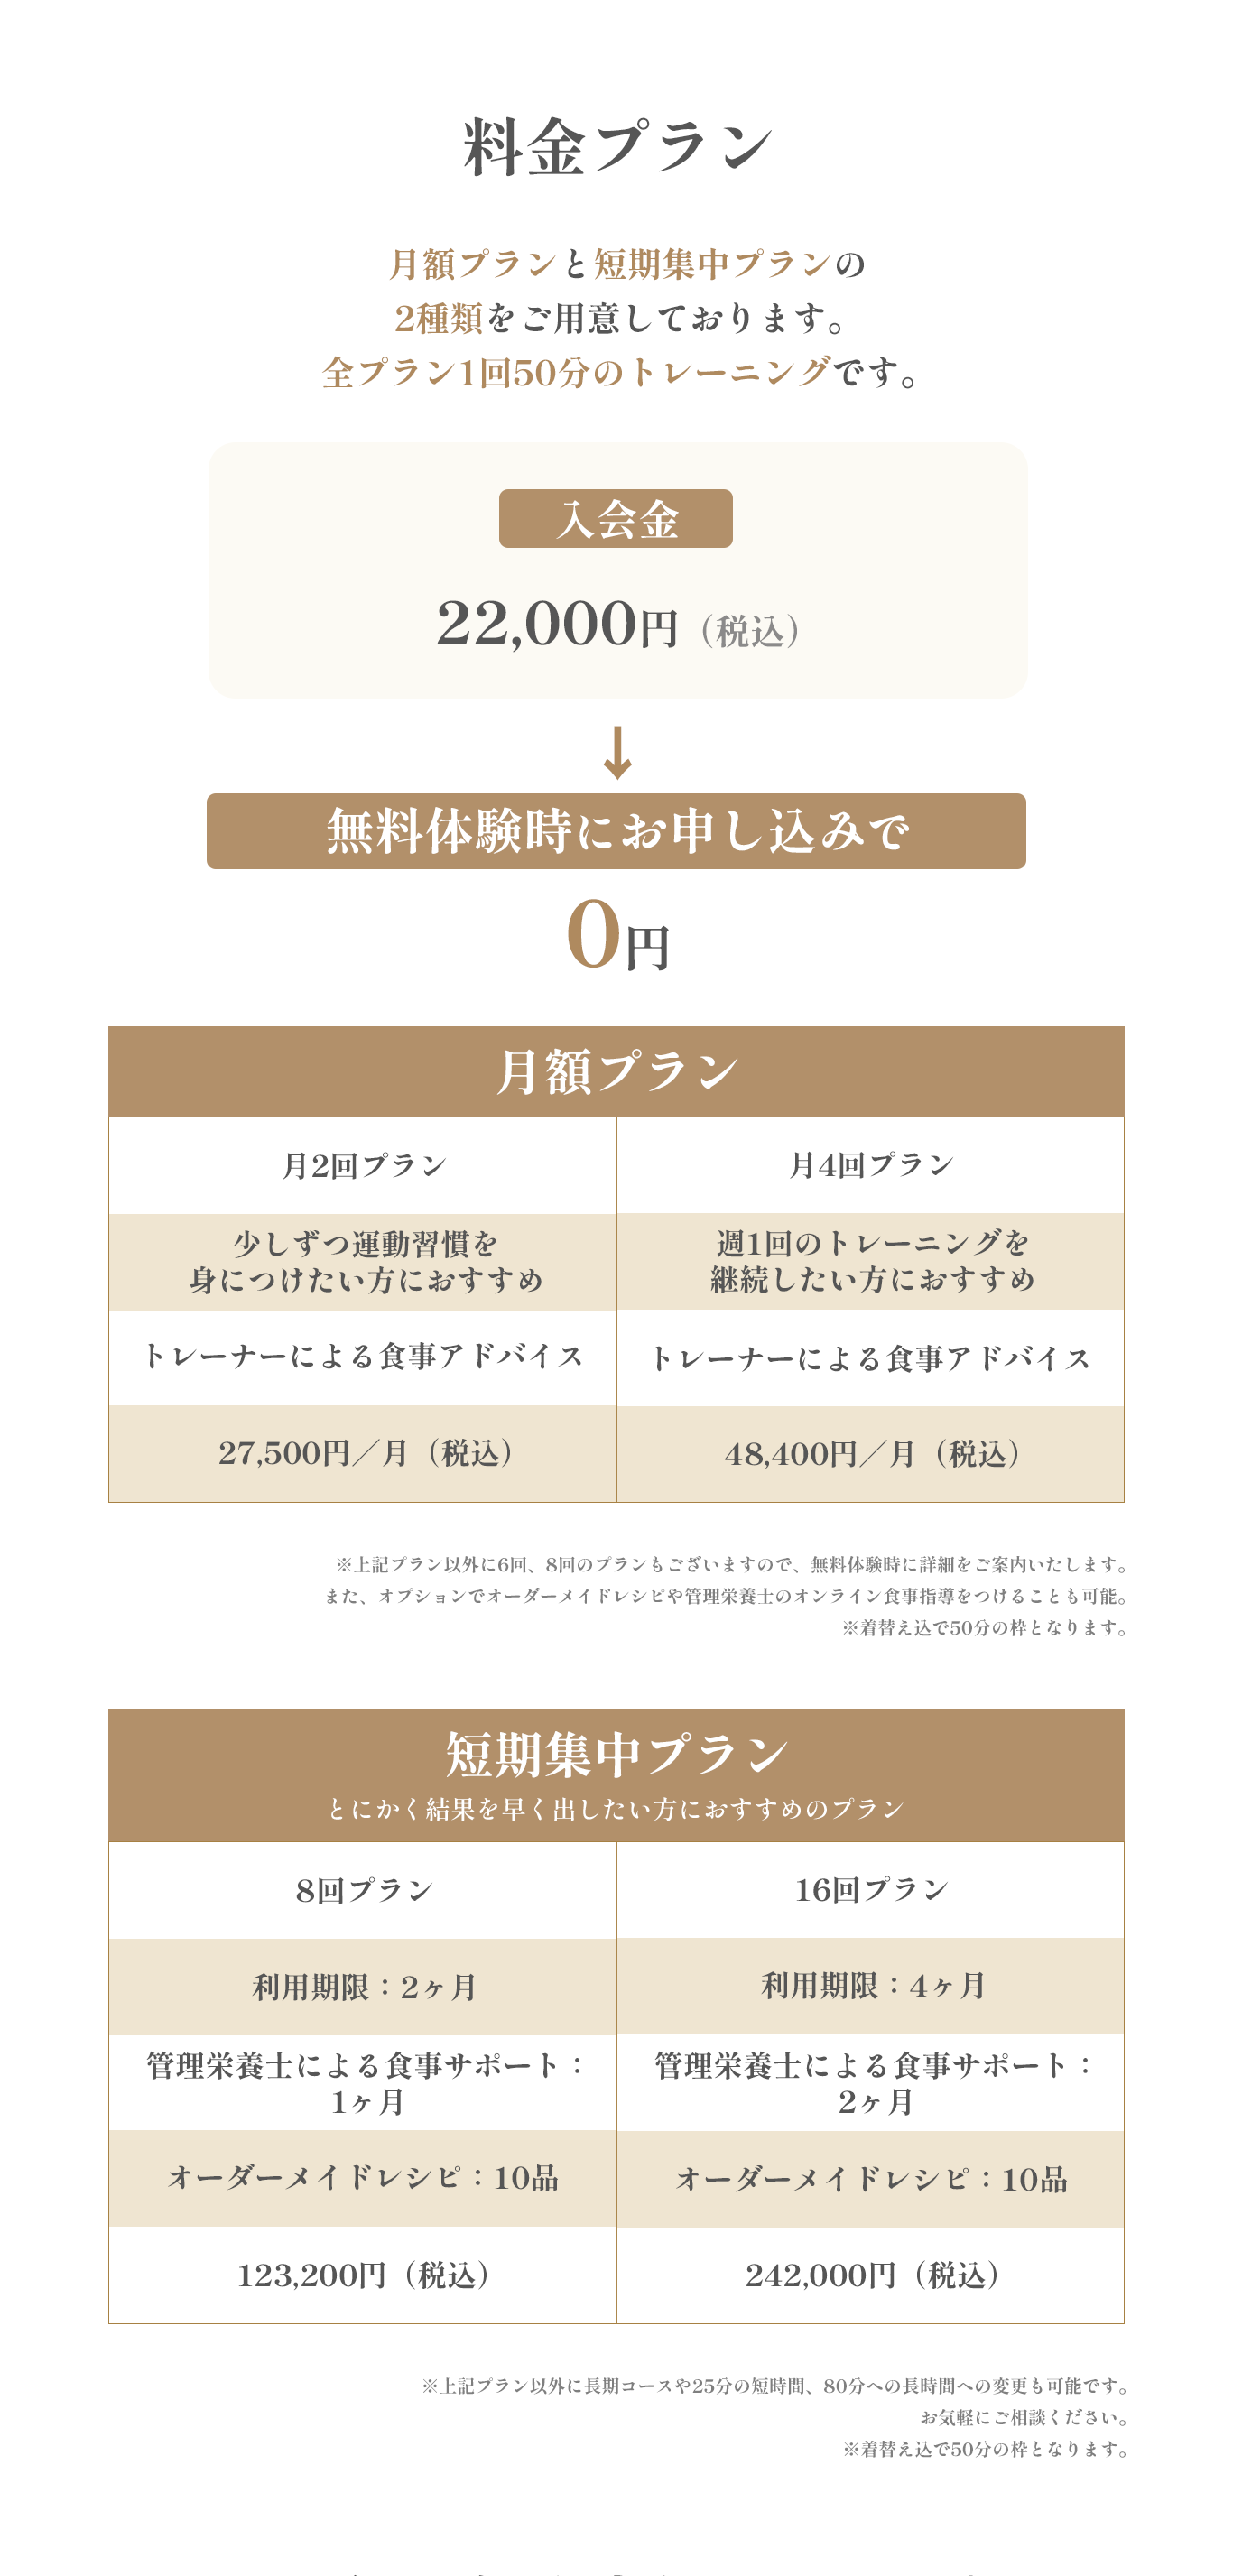 料金プラン
月額プランと短期集中プランの
2種類をご用意しております。
全プラン1回50分のトレーニングです。
入会金
22,000円（税込）
↓
無料体験時にお申し込みで
0円
月額プラン
月2回プラン
月4回プラン
少しずつ運動習慣を
身につけたい方におすすめ
週1回のトレーニングを
継続したい方におすすめ
トレーナーによる食事アドバイス
トレーナーによる食事アドバイス
27,500円／月（税込）
48,400円／月（税込）
※上記プラン以外に6回、8回のプランもございますので、無料体験時に詳細をご案内いたします。
また、オプションでオーダーメイドレシピや管理栄養士のオンライン食事指導をつけることも可能。
※着替え込で50分の枠となります。
短期集中プラン
とにかく結果を早く出したい方におすすめのプラン
8回プラン
16回プラン
利用期限：2ヶ月
利用期限：4ヶ月
管理栄養士による食事サポート：
1ヶ月
管理栄養士による食事サポート：
2ヶ月
オーダーメイドレシピ：10品
オーダーメイドレシピ：10品
123,200円（税込）
242,000円（税込）
※上記プラン以外に長期コースや25分の短時間、80分への長時間への変更も可能です。
お気軽にご相談ください。
※着替え込で50分の枠となります。